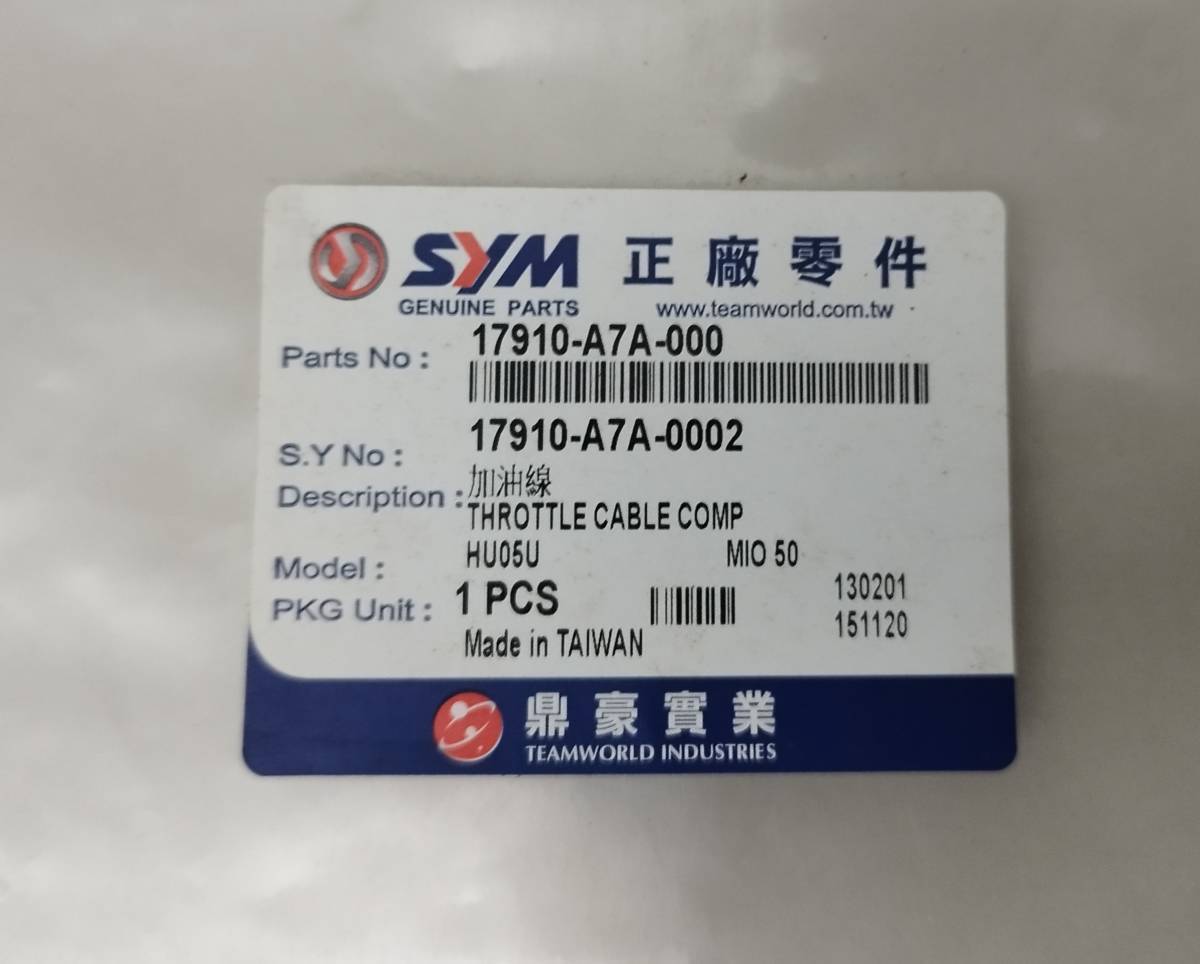 SYM 正廠零件
GENUINE PARTS www.teamworld.com.tw
Parts No : 17910-A7A-000
S.Y No : 17910-A7A-0002
Description : 加油線
THROTTLE CABLE COMP
Model : HU05U MIO 50
PKG Unit : 1 PCS 130201
Made in TAIWAN 151120
鼎豪實業
TEAMWORLD INDUSTRIES